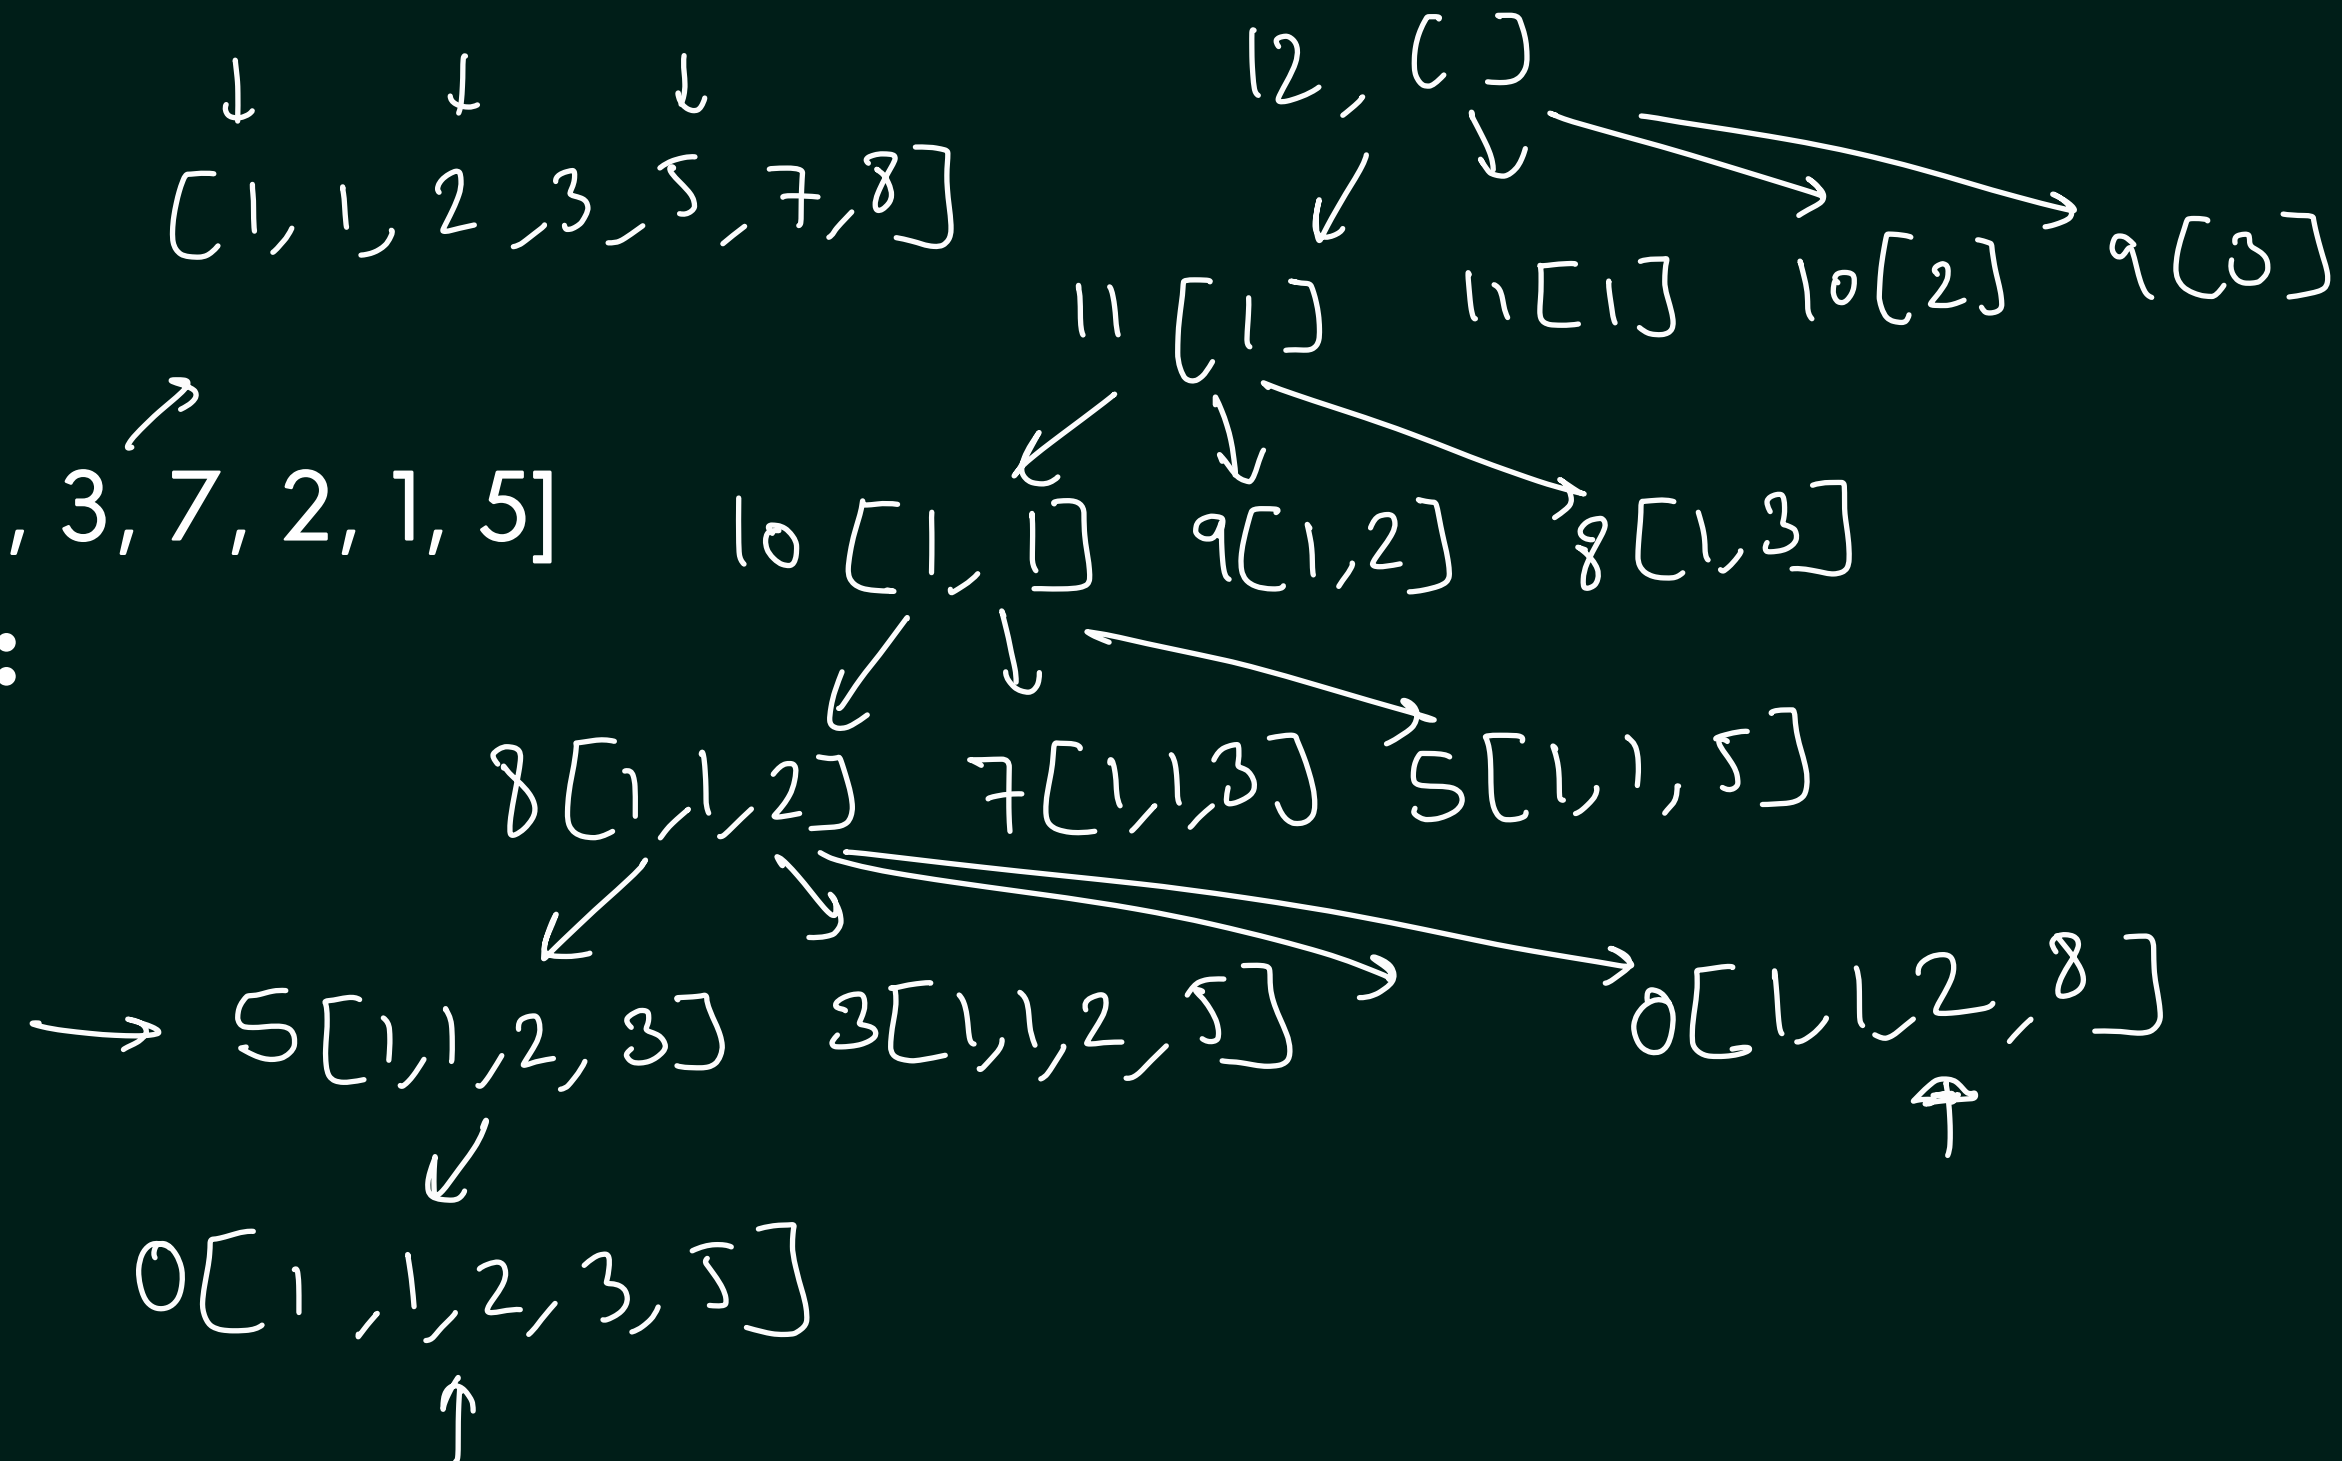 12, [ ]
[1, 1, 2, 3, 5, 7, 8]
11 [1] 11[1] 10[2] 9[3]
, 3, 7, 2, 1, 5]
10 [1, 1] 9[1,2] 8[1,3]
:
8[1,1,2] 7[1,1,3] 5[1,1,5]
5[1,1,2,3] 3[1,1,2,5] 0[1,1,2,8]
0[1,1,2,3,5]